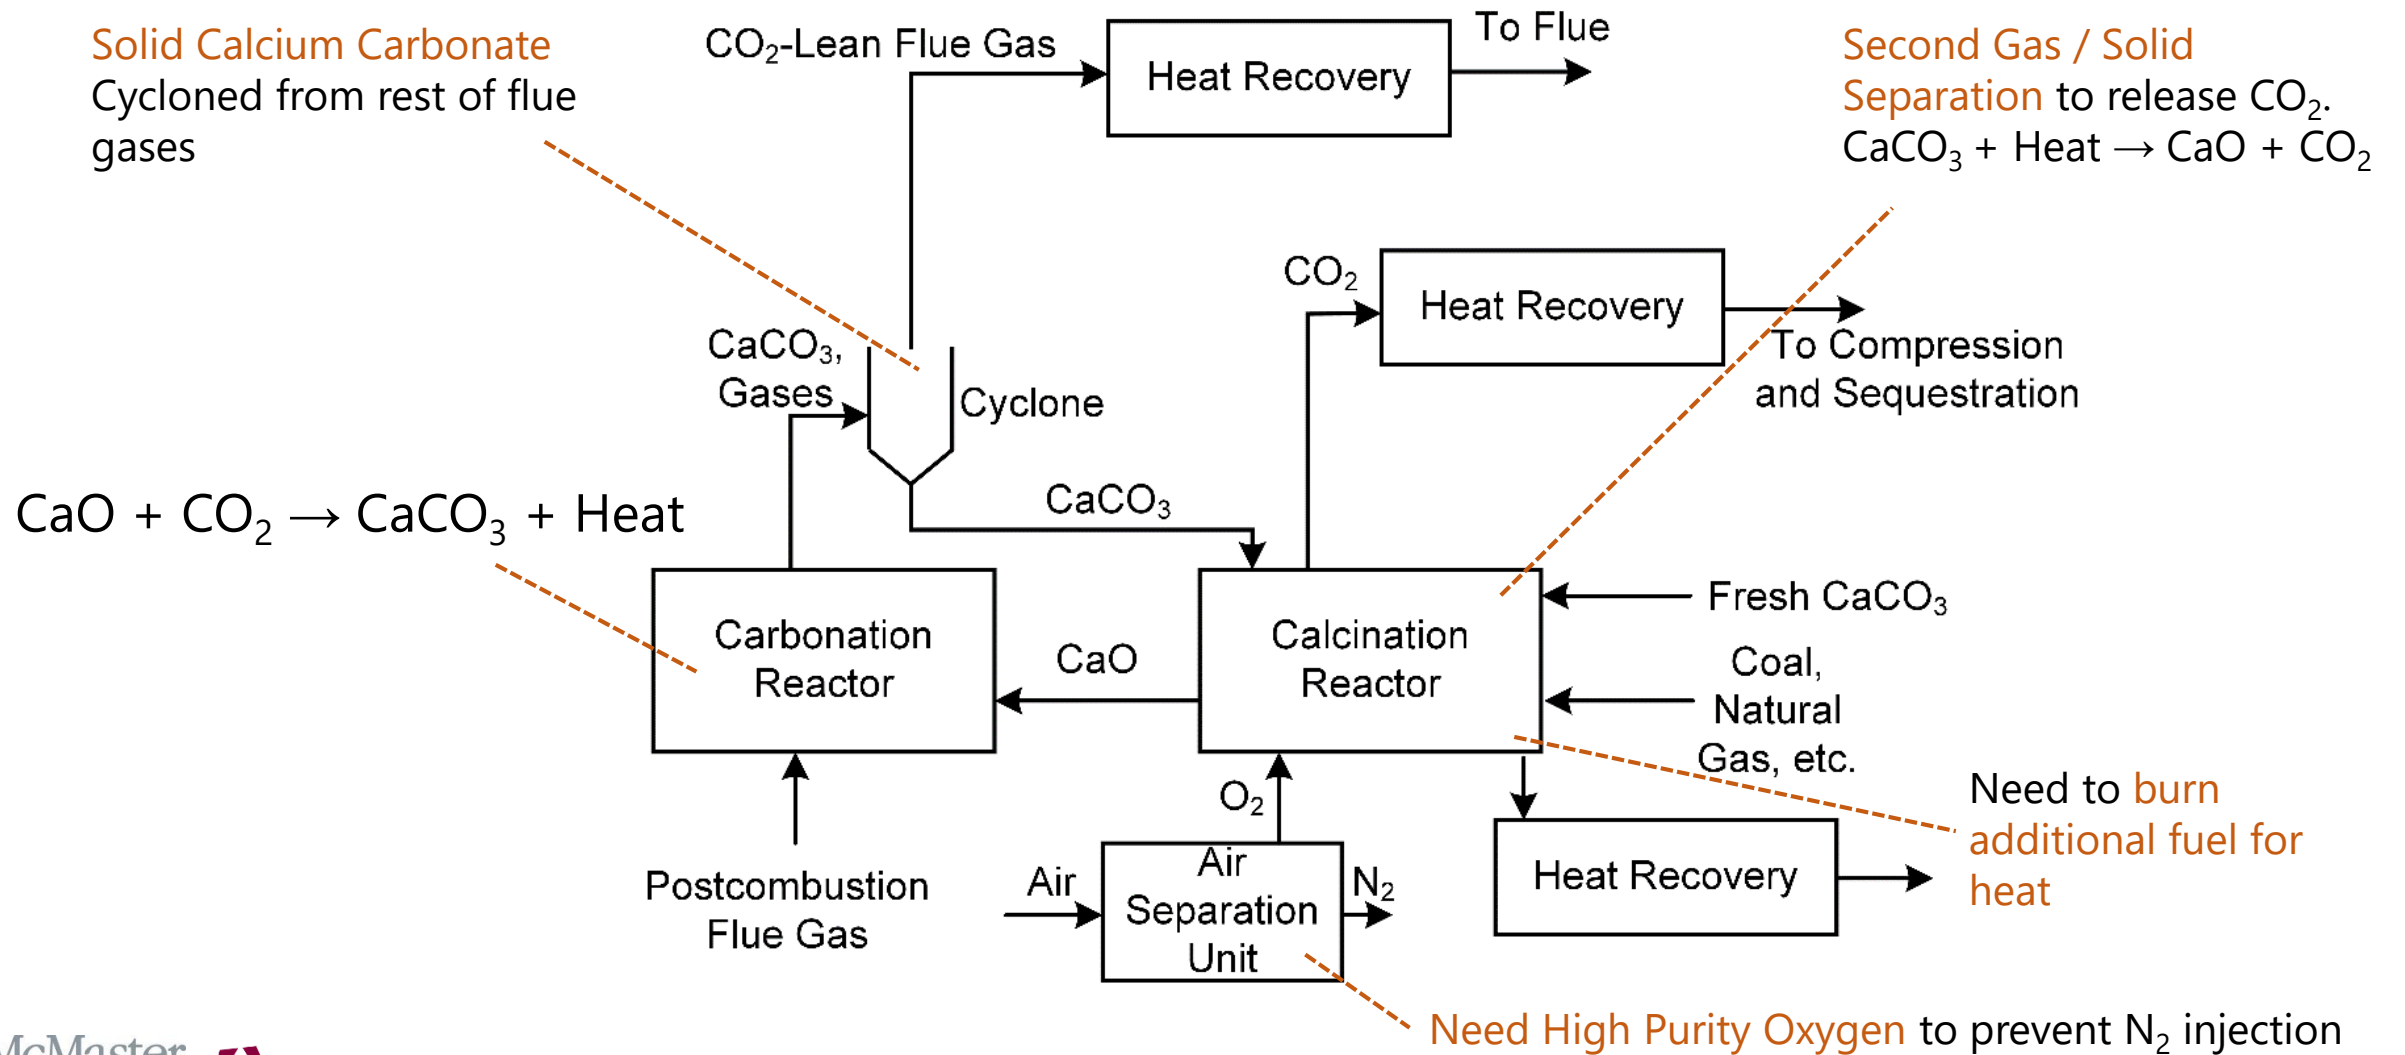 Solid Calcium Carbonate
Cycloned from rest of flue
gases
CO₂-Lean Flue Gas
Heat Recovery
To Flue
Second Gas / Solid
Separation to release CO₂.
CaCO₃ + Heat → CaO + CO₂
CO₂
Heat Recovery
To Compression
and Sequestration
CaCO₃,
Gases
Cyclone
CaO + CO₂ → CaCO₃ + Heat
CaCO₃
Carbonation
Reactor
CaO
Calcination
Reactor
Fresh CaCO₃
Coal,
Natural
Gas, etc.
Need to burn
additional fuel for
heat
O₂
Heat Recovery
Postcombustion
Flue Gas
Air
Air
Separation
Unit
N₂
Need High Purity Oxygen to prevent N₂ injection
McMaster